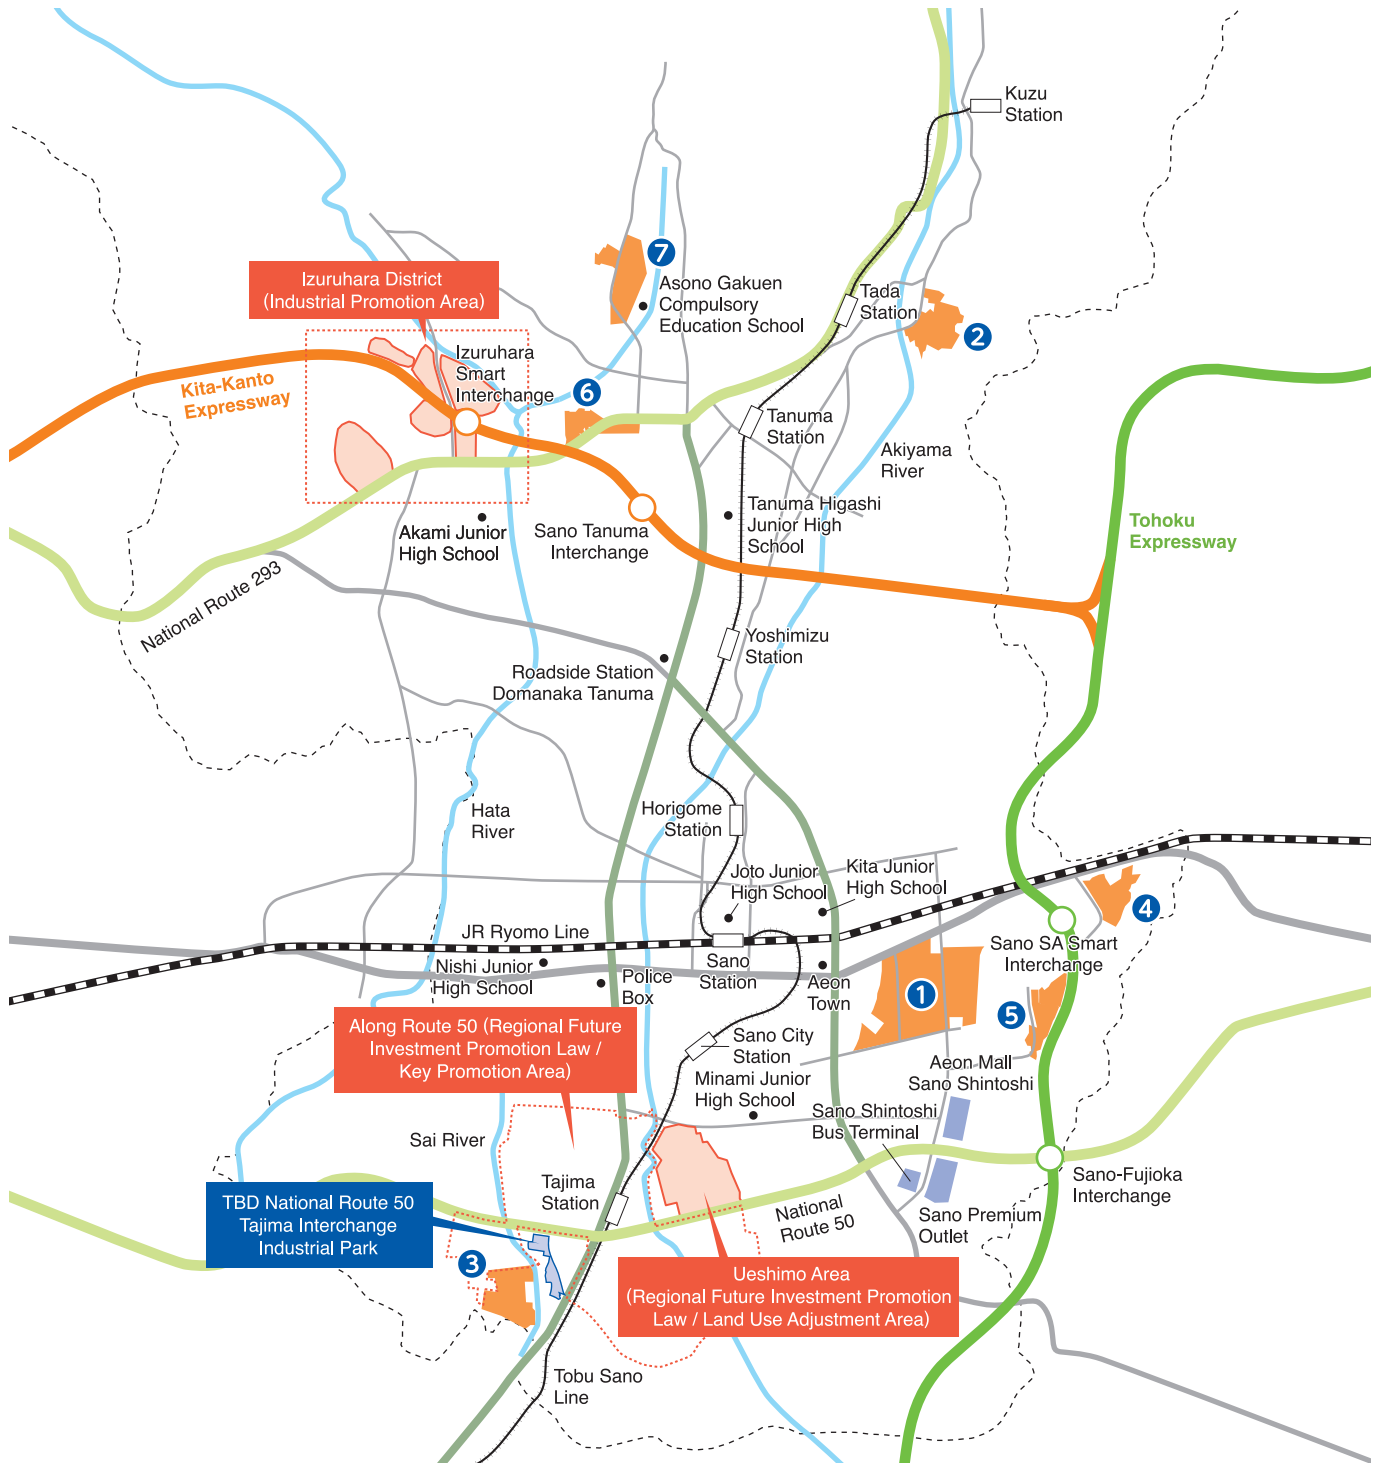 Kuzu
Station
7
Izuruhara District
(Industrial Promotion Area)
Asono Gakuen
Compulsory
Education School
Tada
Station
2
Izuruhara
Smart
Interchange
Kita-Kanto
Expressway
6
Tanuma
Station
Akiyama
River
Tanuma Higashi
Junior High
School
Akami Junior
High School
Sano Tanuma
Interchange
Tohoku
Expressway
National Route 293
Yoshimizu
Station
Roadside Station
Domanaka Tanuma
Hata
River
Horigome
Station
Joto Junior
High School
Kita Junior
High School
4
JR Ryomo Line
Sano SA Smart
Interchange
Nishi Junior
High School
Police
Box
Sano
Station
Aeon
Town
1
5
Along Route 50 (Regional Future
Investment Promotion Law /
Key Promotion Area)
Sano City
Station
Aeon Mall
Sano Shintoshi
Minami Junior
High School
Sano Shintoshi
Bus Terminal
Sai River
Tajima
Station
Sano-Fujioka
Interchange
TBD National Route 50
Tajima Interchange
Industrial Park
National
Route 50
Sano Premium
Outlet
3
Ueshimo Area
(Regional Future Investment Promotion
Law / Land Use Adjustment Area)
Tobu Sano
Line